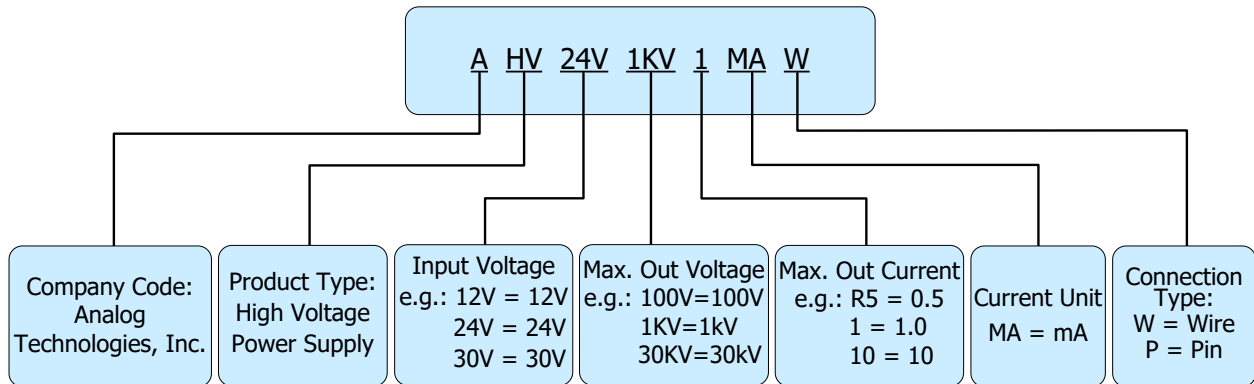 A HV 24V 1KV 1 MA W
Company Code:
Analog
Technologies, Inc.
Product Type:
High Voltage
Power Supply
Input Voltage
e.g.: 12V = 12V
24V = 24V
30V = 30V
Max. Out Voltage
e.g.: 100V=100V
1KV=1kV
30KV=30kV
Max. Out Current
e.g.: R5 = 0.5
1 = 1.0
10 = 10
Current Unit
MA = mA
Connection
Type:
W = Wire
P = Pin